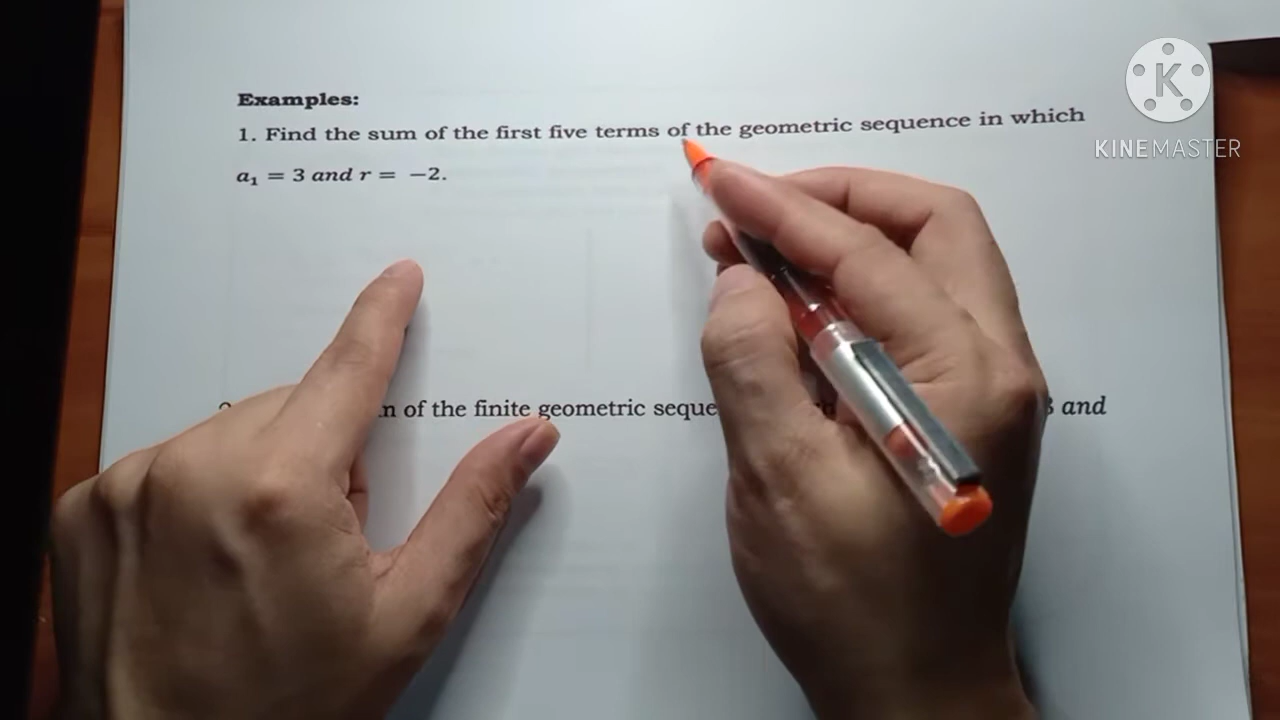 Examples:
1. Find the sum of the first five terms of the geometric sequence in which
a₁ = 3 and r = −2.
of the finite geometric and
K
KINEMASTER